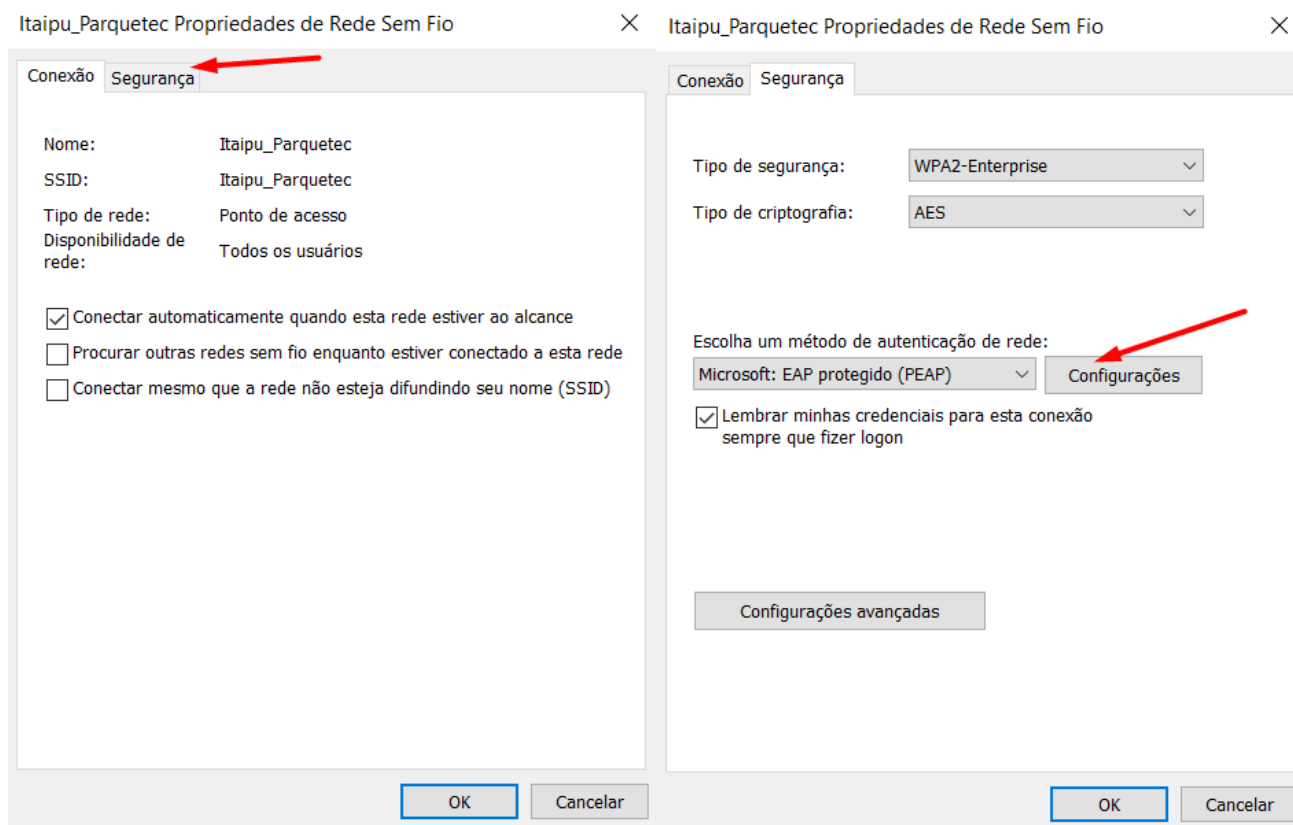 Itaipu_Parquetec Propriedades de Rede Sem Fio
Conexão Segurança
Nome: Itaipu_Parquetec
SSID: Itaipu_Parquetec
Tipo de rede: Ponto de acesso
Disponibilidade de
rede: Todos os usuários
Conectar automaticamente quando esta rede estiver ao alcance
Procurar outras redes sem fio enquanto estiver conectado a esta rede
Conectar mesmo que a rede não esteja difundindo seu nome (SSID)
OK Cancelar
Itaipu_Parquetec Propriedades de Rede Sem Fio
Conexão Segurança
Tipo de segurança: WPA2-Enterprise
Tipo de criptografia: AES
Escolha um método de autenticação de rede:
Microsoft: EAP protegido (PEAP) Configurações
Lembrar minhas credenciais para esta conexão
sempre que fizer logon
Configurações avançadas
OK Cancelar